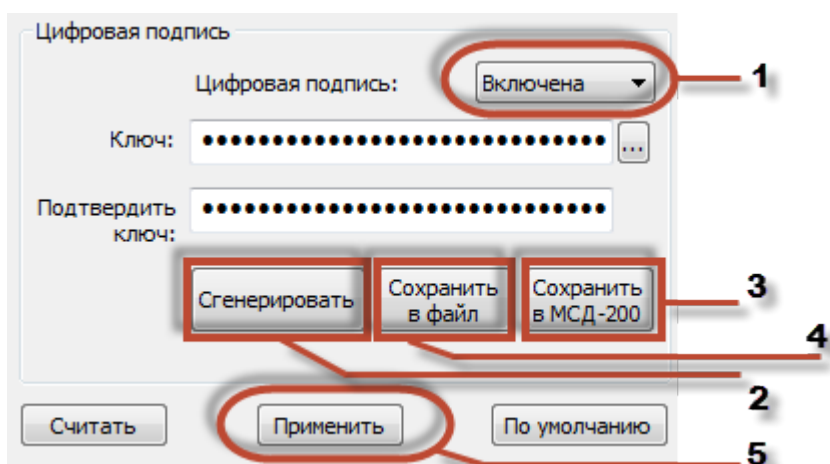 Цифровая подпись
Цифровая подпись: Включена 1
Ключ: ...
Подтвердить
ключ:
Сгенерировать
Сохранить
в файл
Сохранить
в МСД-200
3
4
2
Считать Применить По умолчанию
5